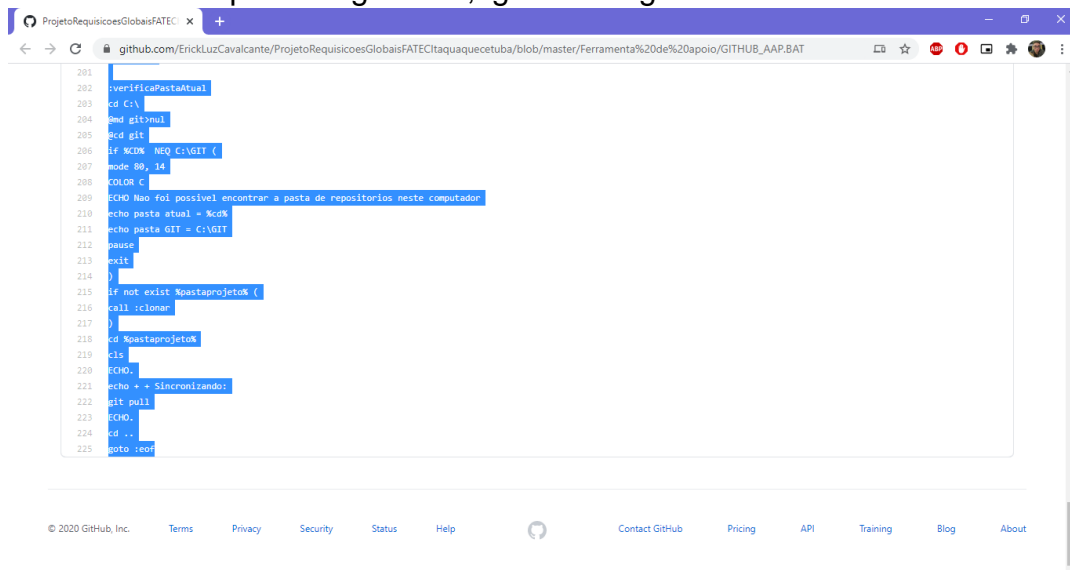 ProjetoRequisicoesGlobaisFATEC
github.com/ErickLuzCavalcante/ProjetoRequisicoesGlobaisFATECItaquaquecetuba/blob/master/Ferramenta%20de%20apoio/GITHUB_AAP.BAT
ABP
201
202 :verificaPastaAtual
203 cd C:\
204 @md git>nul
205 @cd git
206 if %CD%  NEQ C:\GIT (
207 mode 80, 14
208 COLOR C
209 ECHO Nao foi possivel encontrar a pasta de repositorios neste computador
210 echo pasta atual = %cd%
211 echo pasta GIT = C:\GIT
212 pause
213 exit
214 )
215 if not exist %pastaprojeto% (
216 call :clonar
217 )
218 cd %pastaprojeto%
219 cls
220 ECHO.
221 echo + + Sincronizando:
222 git pull
223 ECHO.
224 cd ..
225 goto :eof
© 2020 GitHub, Inc. Terms Privacy Security Status Help Contact GitHub Pricing API Training Blog About